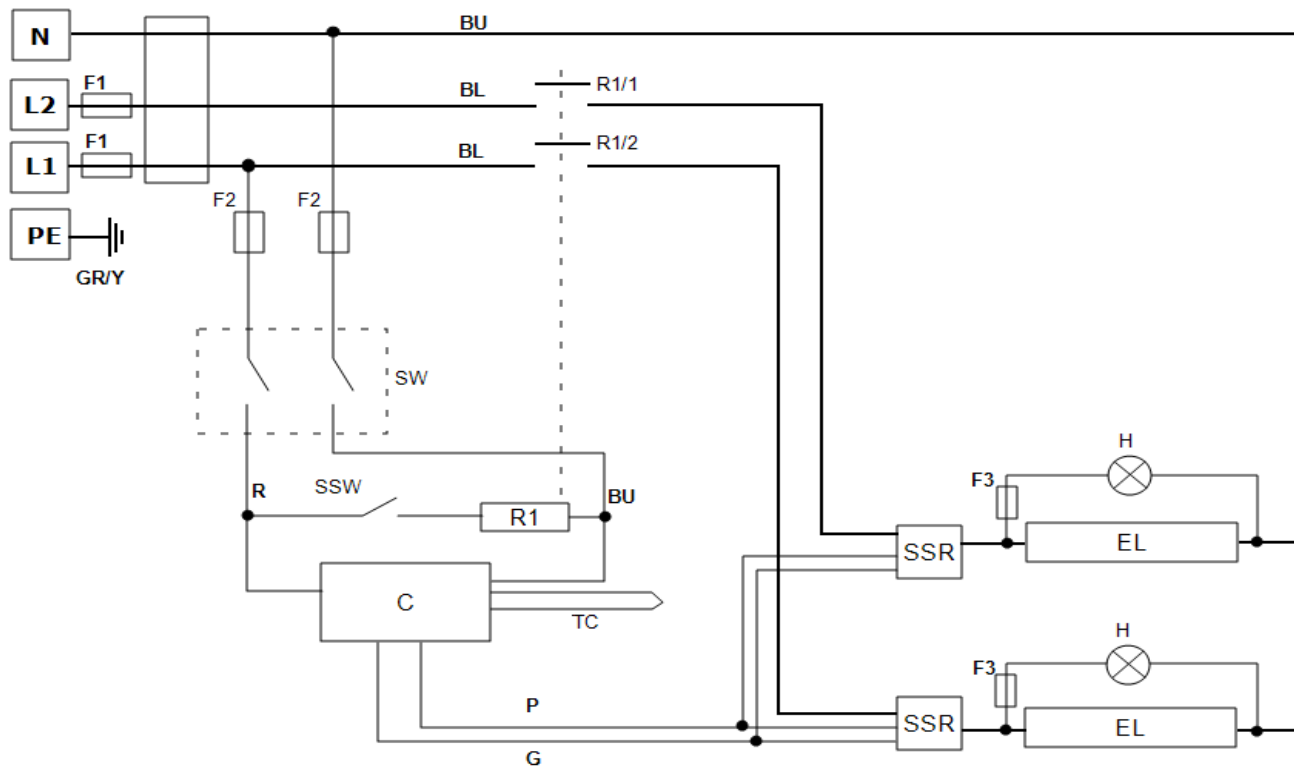 N
BU
L2
F1
BL
R1/1
L1
F1
BL
R1/2
PE
GR/Y
F2
F2
SW
R
SSW
R1
BU
C
TC
P
G
H
F3
SSR
EL
H
F3
SSR
EL